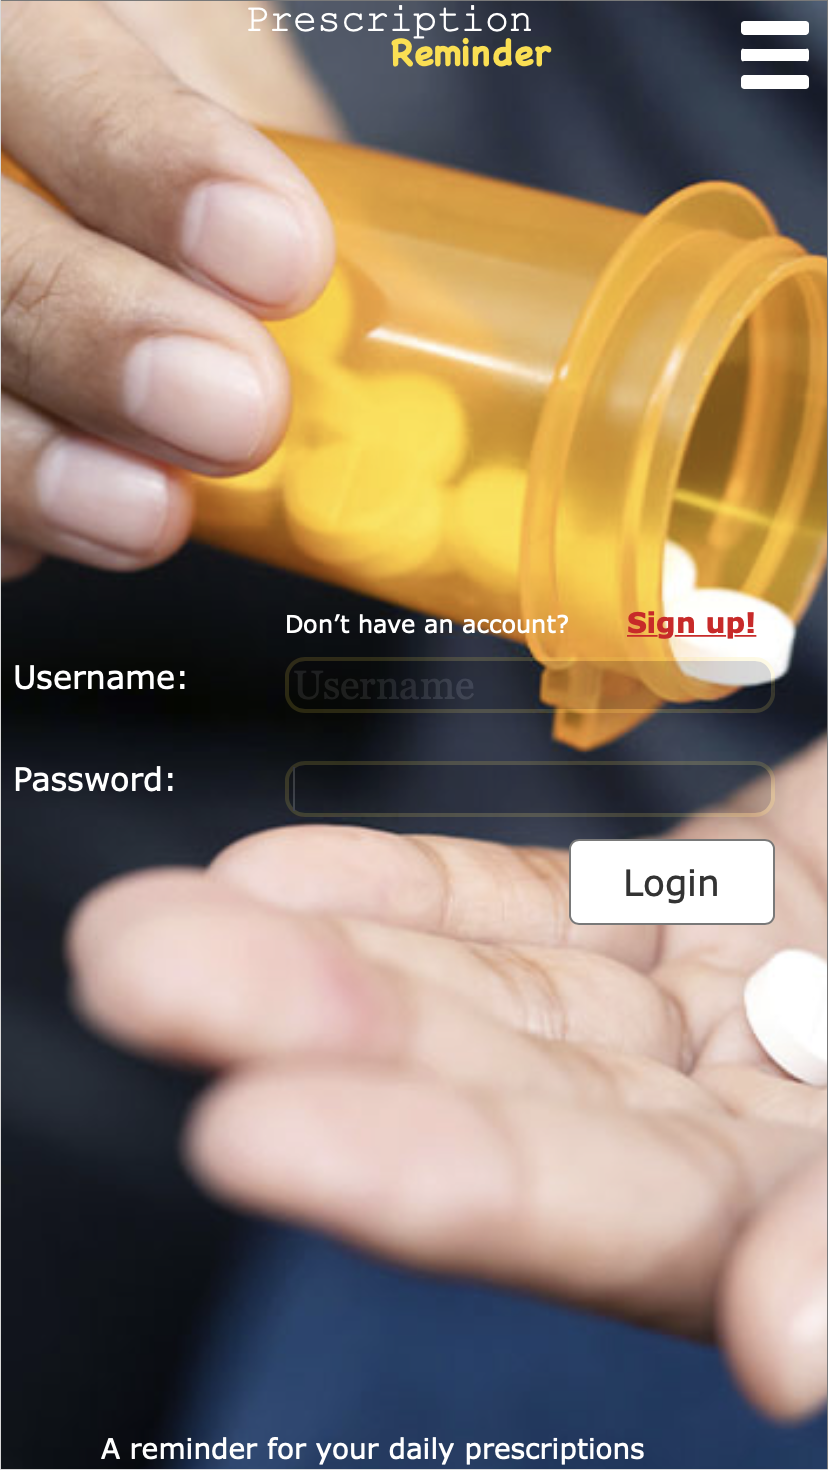 Prescription
Reminder
Don’t have an account? Sign up!
Username: Username
Password:
Login
A reminder for your daily prescriptions